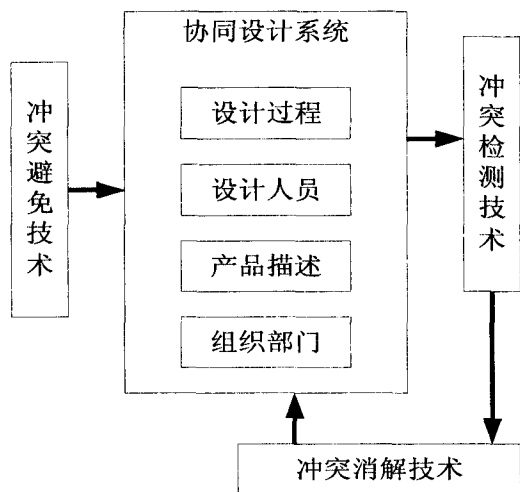 协同设计系统
冲突避免技术
设计过程
设计人员
产品描述
组织部门
冲突检测技术
冲突消解技术